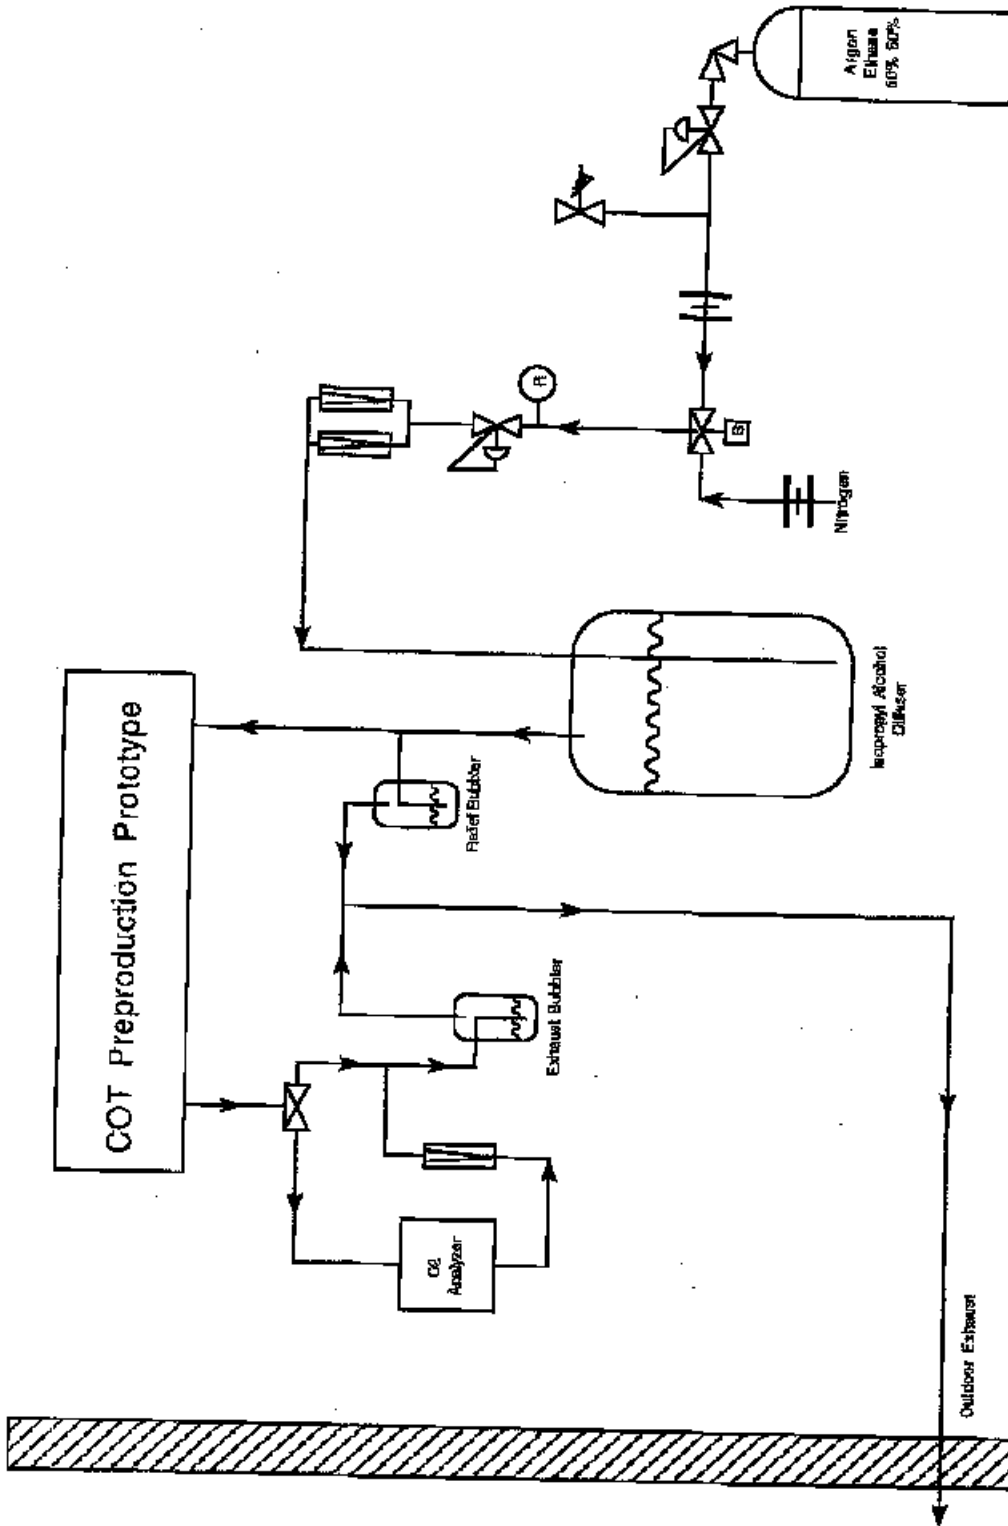 COT Preproduction Prototype
Argon
Ethane
50% 50%
Nitrogen
Isopropyl Alcohol
Diffuser
Relief Bubbler
Exhaust Bubbler
O2
Analyzer
Outdoor Exhaust